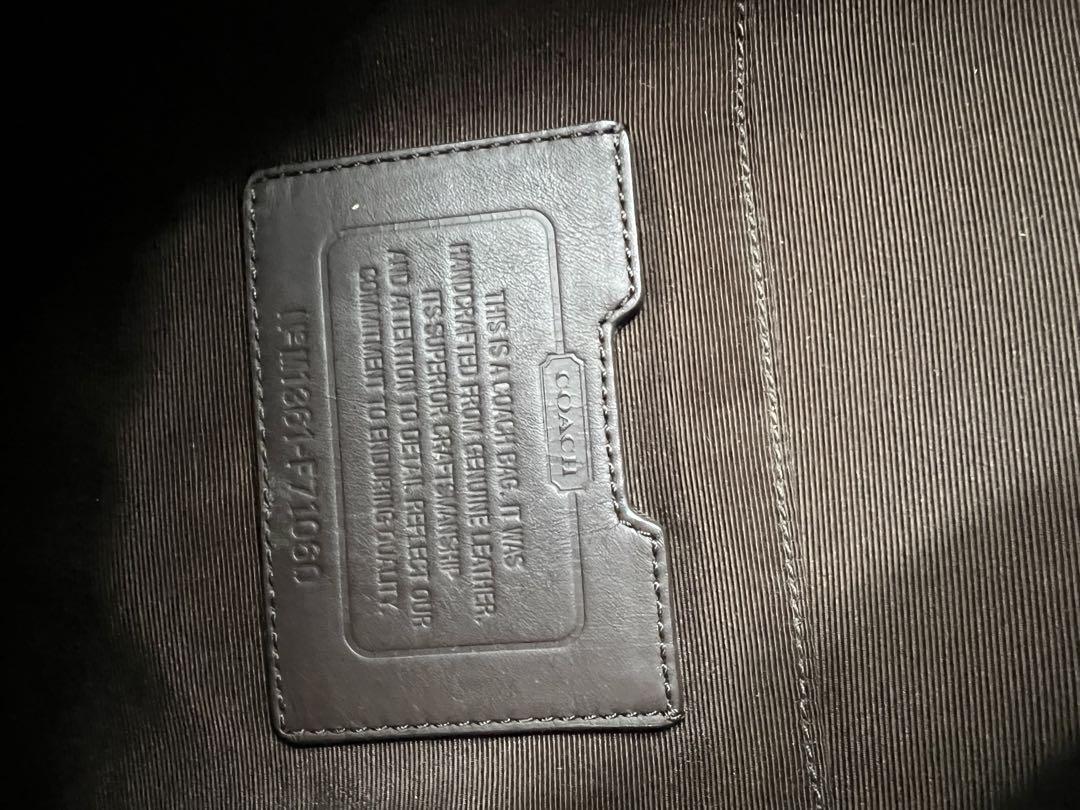 COACH
THIS IS A COACH BAG. IT WAS
HANDCRAFTED FROM GENUINE LEATHER.
ITS SUPERIOR CRAFTSMANSHIP
AND ATTENTION TO DETAIL REFLECT OUR
COMMITMENT TO ENDURING QUALITY.